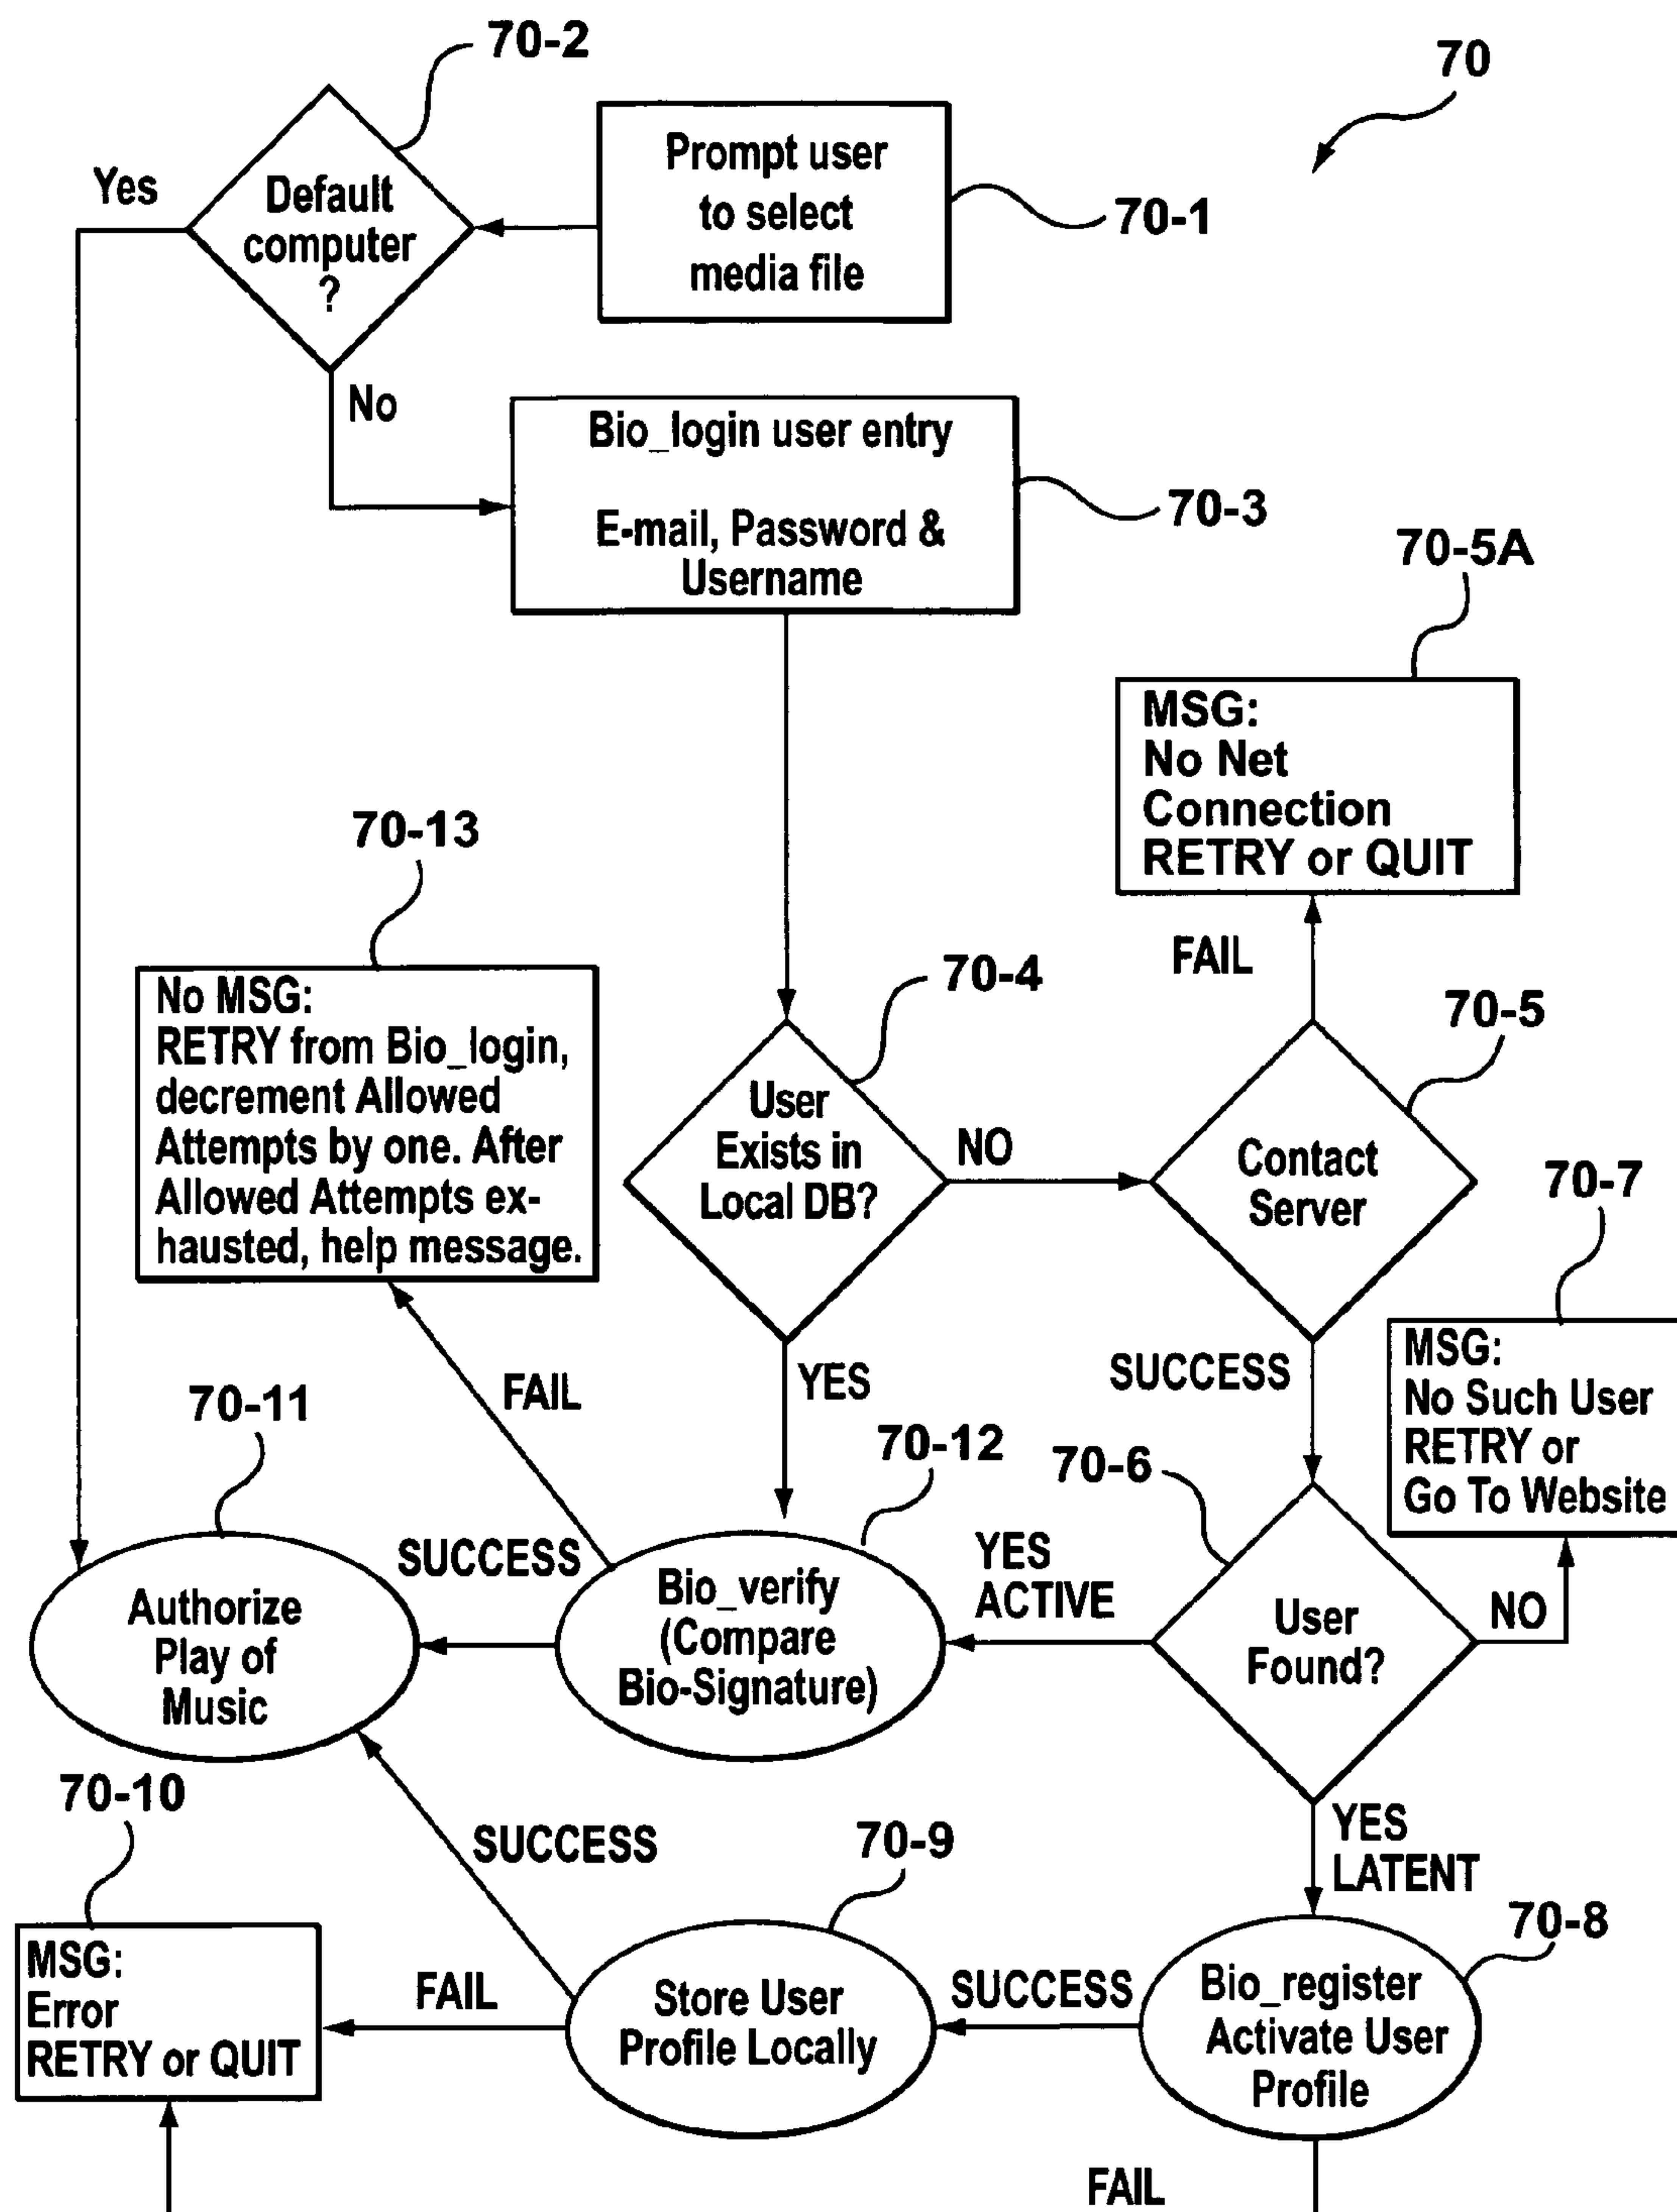 70-2
70
Prompt user
to select
media file
70-1
Yes
Default
computer
?
No
Bio_login user entry
E-mail, Password &
Username
70-3
70-5A
MSG:
No Net
Connection
RETRY or QUIT
70-13
No MSG:
RETRY from Bio_login,
decrement Allowed
Attempts by one. After
Allowed Attempts ex-
hausted, help message.
FAIL
70-4
70-5
User
Exists in
Local DB?
NO
Contact
Server
70-7
MSG:
No Such User
RETRY or
Go To Website
SUCCESS
YES
FAIL
70-11
70-12
70-6
SUCCESS
YES
ACTIVE
Authorize
Play of
Music
Bio_verify
(Compare
Bio-Signature)
User
Found?
NO
70-10
SUCCESS
70-9
YES
LATENT
70-8
MSG:
Error
RETRY or QUIT
FAIL
Store User
Profile Locally
SUCCESS
Bio_register
Activate User
Profile
FAIL